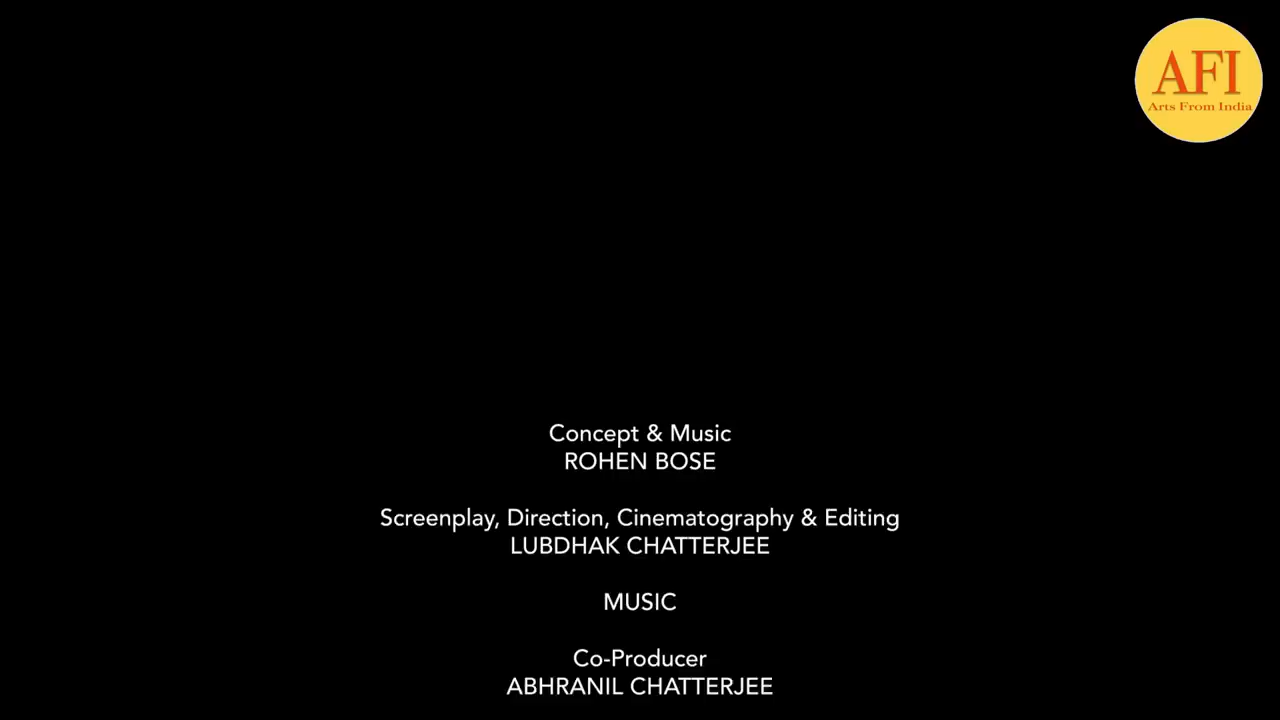 AFI
Arts From India
Concept & Music
ROHEN BOSE
Screenplay, Direction, Cinematography & Editing
LUBDHAK CHATTERJEE
MUSIC
Co-Producer
ABHRANIL CHATTERJEE